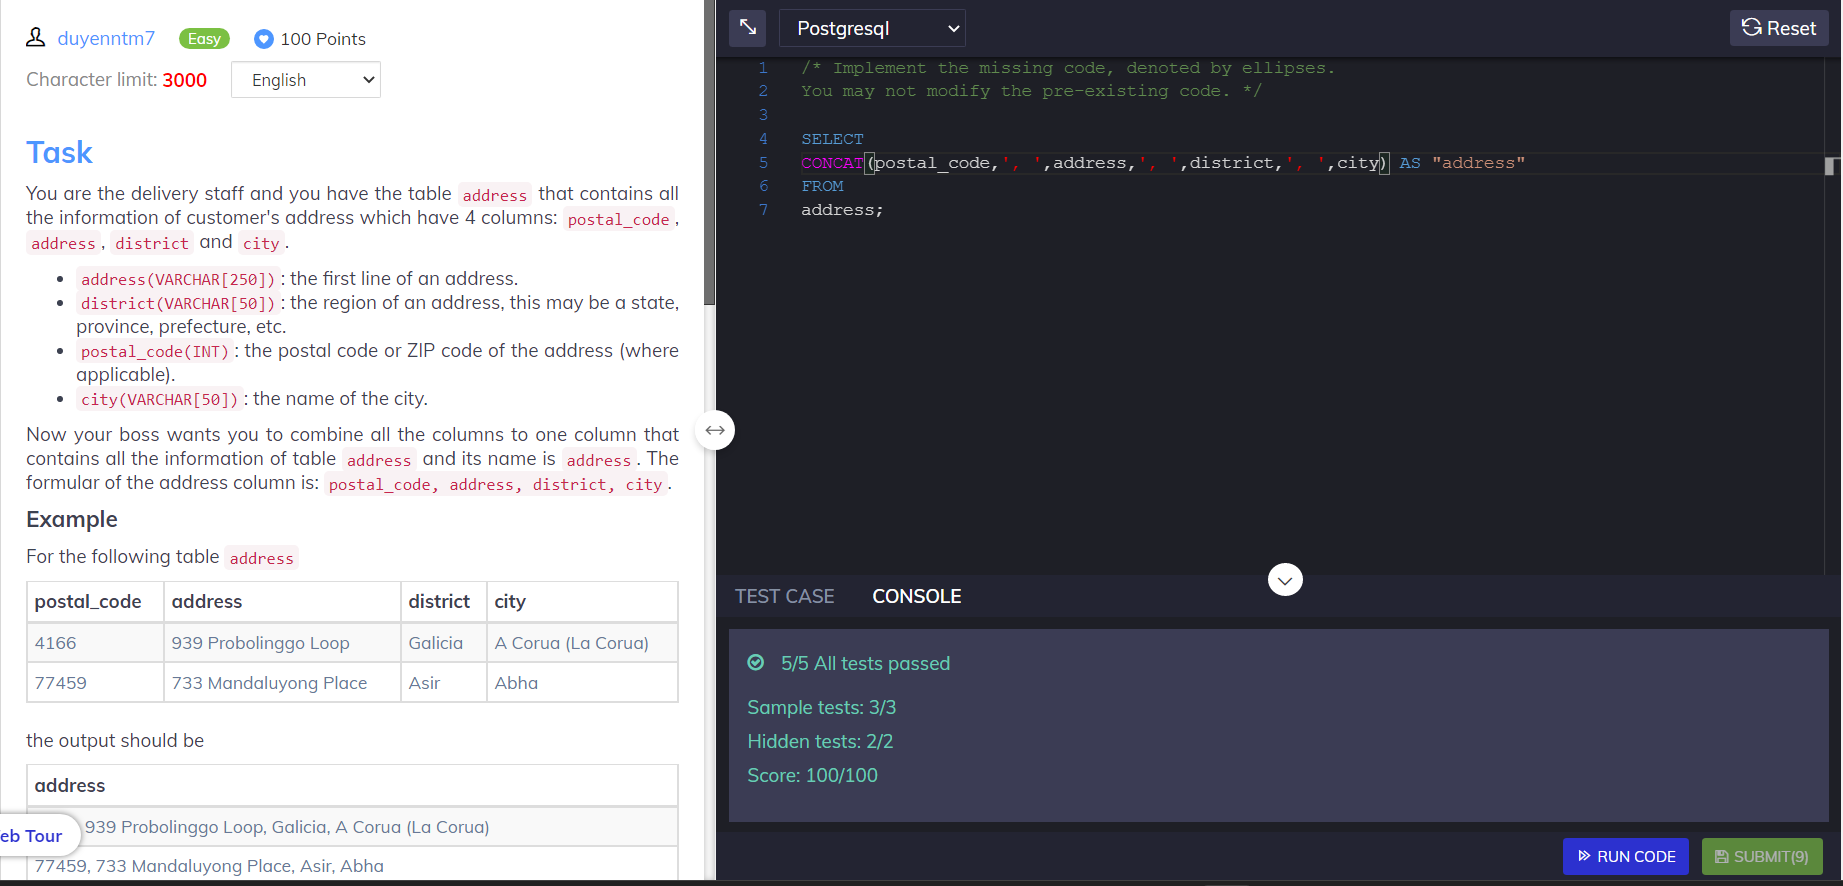 duyenntm7 Easy 100 Points
Character limit: 3000 English
Task
You are the delivery staff and you have the table address that contains all
the information of customer's address which have 4 columns: postal_code,
address, district and city.
address(VARCHAR[250]): the first line of an address.
district(VARCHAR[50]): the region of an address, this may be a state,
province, prefecture, etc.
postal_code(INT): the postal code or ZIP code of the address (where
applicable).
city(VARCHAR[50]): the name of the city.
Now your boss wants you to combine all the columns to one column that
contains all the information of table address and its name is address. The
formular of the address column is: postal_code, address, district, city.
Example
For the following table address
postal_code address district city
4166 939 Probolinggo Loop Galicia A Corua (La Corua)
77459 733 Mandaluyong Place Asir Abha
the output should be
address
939 Probolinggo Loop, Galicia, A Corua (La Corua)
eb Tour
77459, 733 Mandaluyong Place, Asir, Abha
Postgresql Reset
1 /* Implement the missing code, denoted by ellipses.
2 You may not modify the pre-existing code. */
3
4 SELECT
5 CONCAT(postal_code,', ',address,', ',district,', ',city) AS "address"
6 FROM
7 address;
TEST CASE CONSOLE
5/5 All tests passed
Sample tests: 3/3
Hidden tests: 2/2
Score: 100/100
RUN CODE SUBMIT(9)